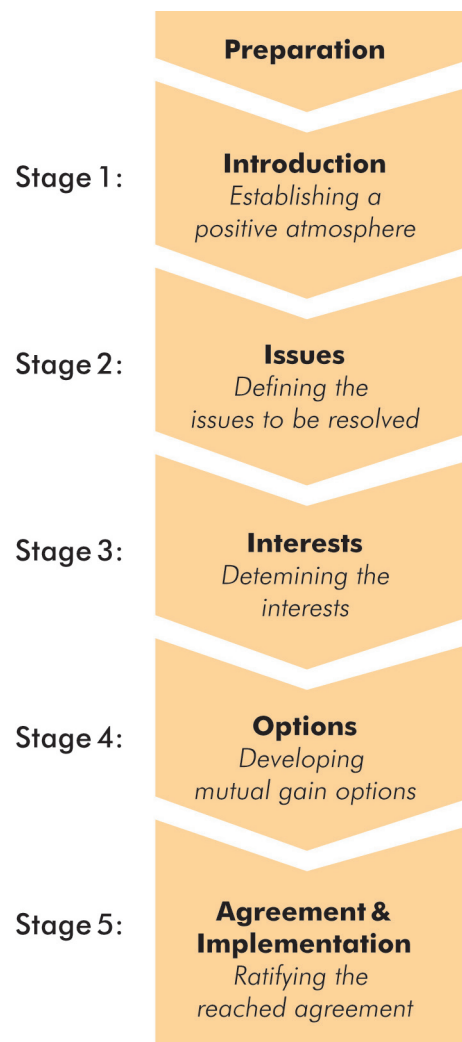 Preparation
Stage 1:
Introduction
Establishing a
positive atmosphere
Stage 2:
Issues
Defining the
issues to be resolved
Stage 3:
Interests
Detemining the
interests
Stage 4:
Options
Developing
mutual gain options
Stage 5:
Agreement &
Implementation
Ratifying the
reached agreement